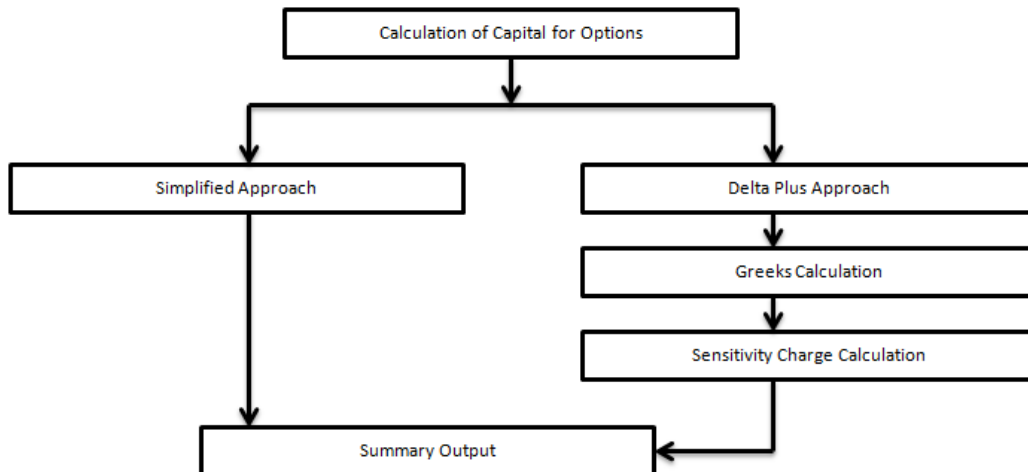 Calculation of Capital for Options
Simplified Approach
Delta Plus Approach
Greeks Calculation
Sensitivity Charge Calculation
Summary Output